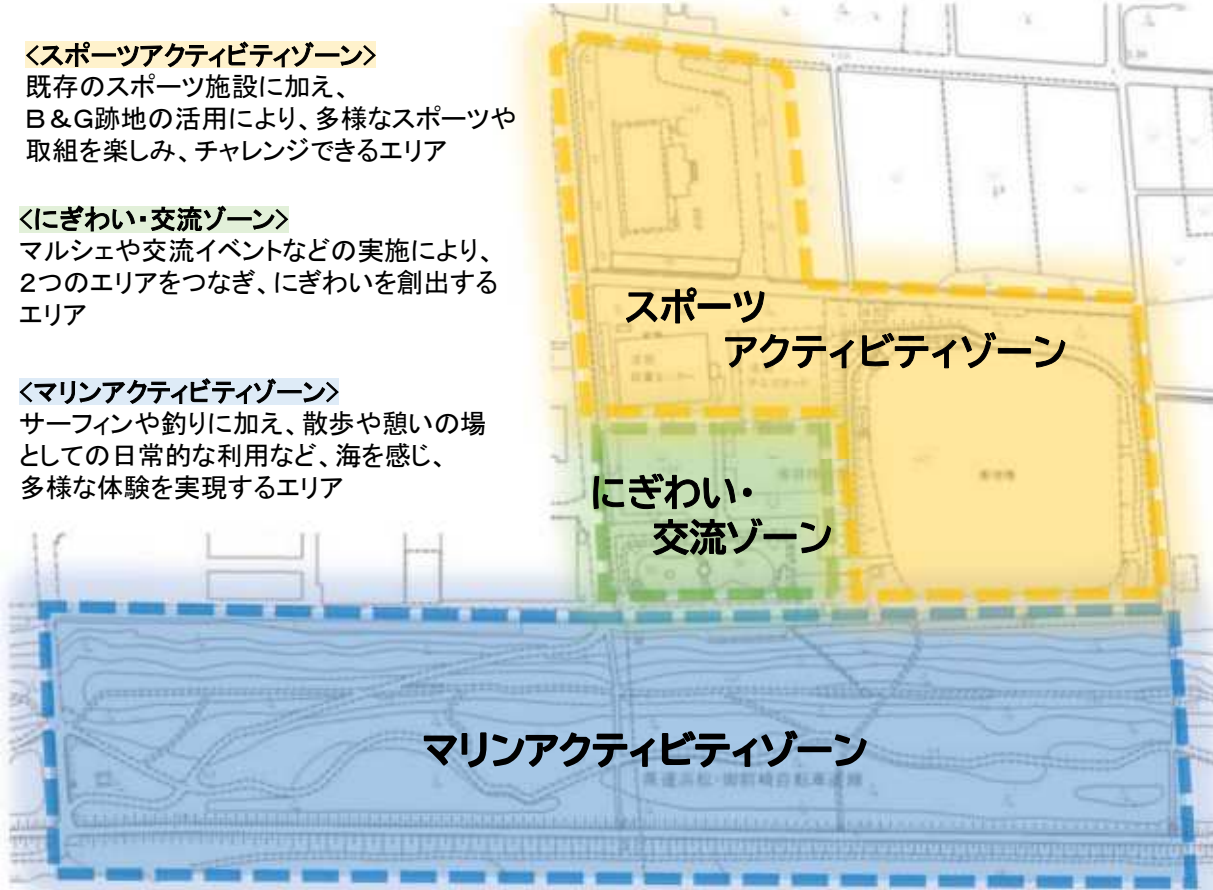 <スポーツアクティビティゾーン>
既存のスポーツ施設に加え、
B&G跡地の活用により、多様なスポーツや
取組を楽しみ、チャレンジできるエリア
<にぎわい・交流ゾーン>
マルシェや交流イベントなどの実施により、
2つのエリアをつなぎ、にぎわいを創出する
エリア
<マリンアクティビティゾーン>
サーフィンや釣りに加え、散歩や憩いの場
としての日常的な利用など、海を感じ、
多様な体験を実現するエリア
スポーツ
アクティビティゾーン
にぎわい・
交流ゾーン
マリンアクティビティゾーン